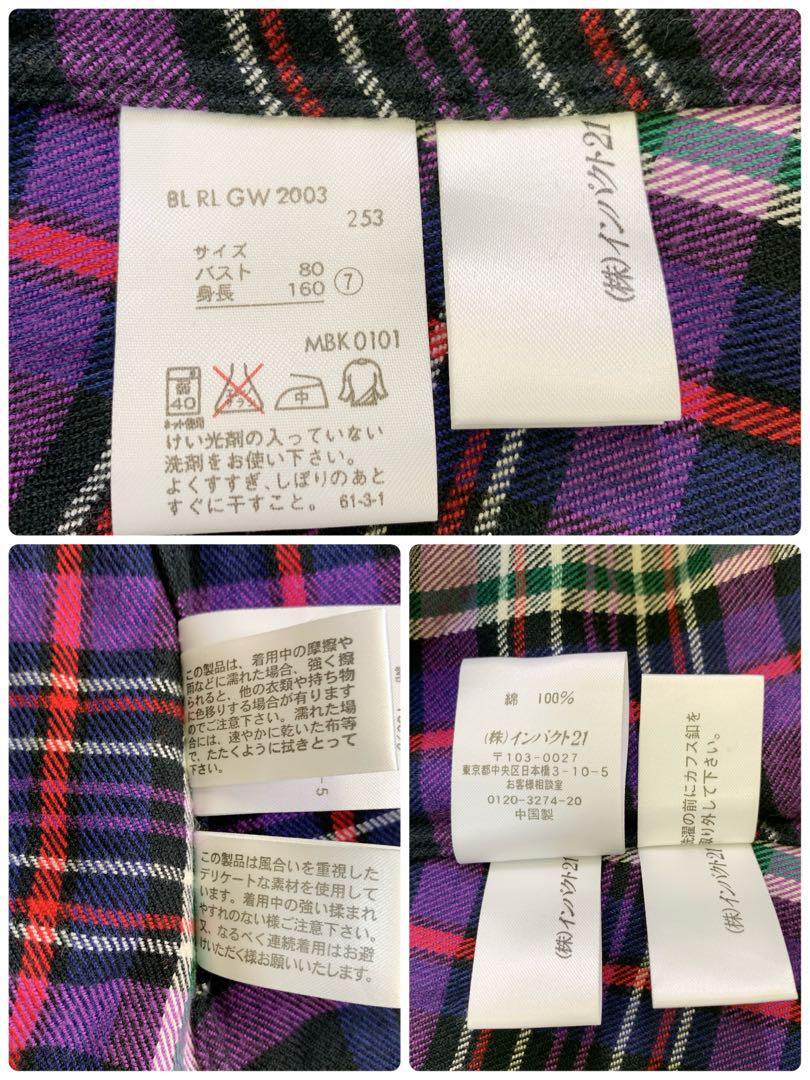 BL RL GW 2003
253
サイズ
バスト 80
身長 160 ⑦
MBK0101
弱
40
ネット使用
エンソ
サラシ
中
けい光剤の入っていない
洗剤をお使い下さい。
よくすすぎ、しぼりのあと
すぐに干すこと。 61-3-1
(株)インパクト21
この製品は、着用中の摩擦や
雨などに濡れた場合、強く擦
られると、他の衣類や持ち物
に色移りする場合が有ります
のでご注意下さい。濡れた場
合には、速やかに乾いた布等
で、たたくように拭きとって
下さい。
-5
この製品は風合いを重視した
デリケートな素材を使用して
います。着用中の強い揉まれ
やすれのない様ご注意下さい。
又、なるべく連続着用はお避
けいただく様お願いいたします。
綿 100%
(株)インパクト21
〒103-0027
東京都中央区日本橋3-10-5
お客様相談室
0120-3274-20
中国製
洗濯の前にカフス釦を
取り外して下さい。
(株)インパクト21
(株)インパクト21